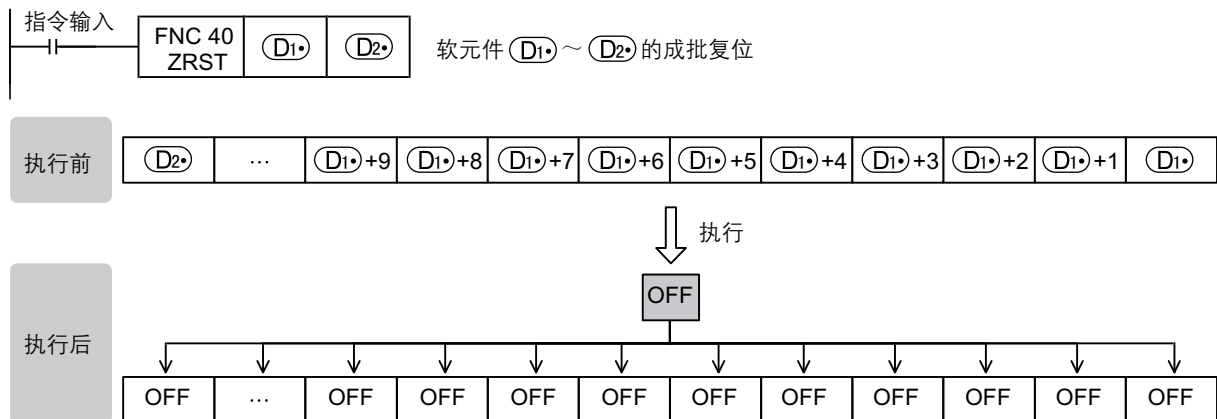 指令输入
FNC 40 ZRST D1• D2• 软元件 D1• ～ D2• 的成批复位
执行前 D2• … D1•+9 D1•+8 D1•+7 D1•+6 D1•+5 D1•+4 D1•+3 D1•+2 D1•+1 D1•
执行
OFF
执行后
OFF … OFF OFF OFF OFF OFF OFF OFF OFF OFF OFF